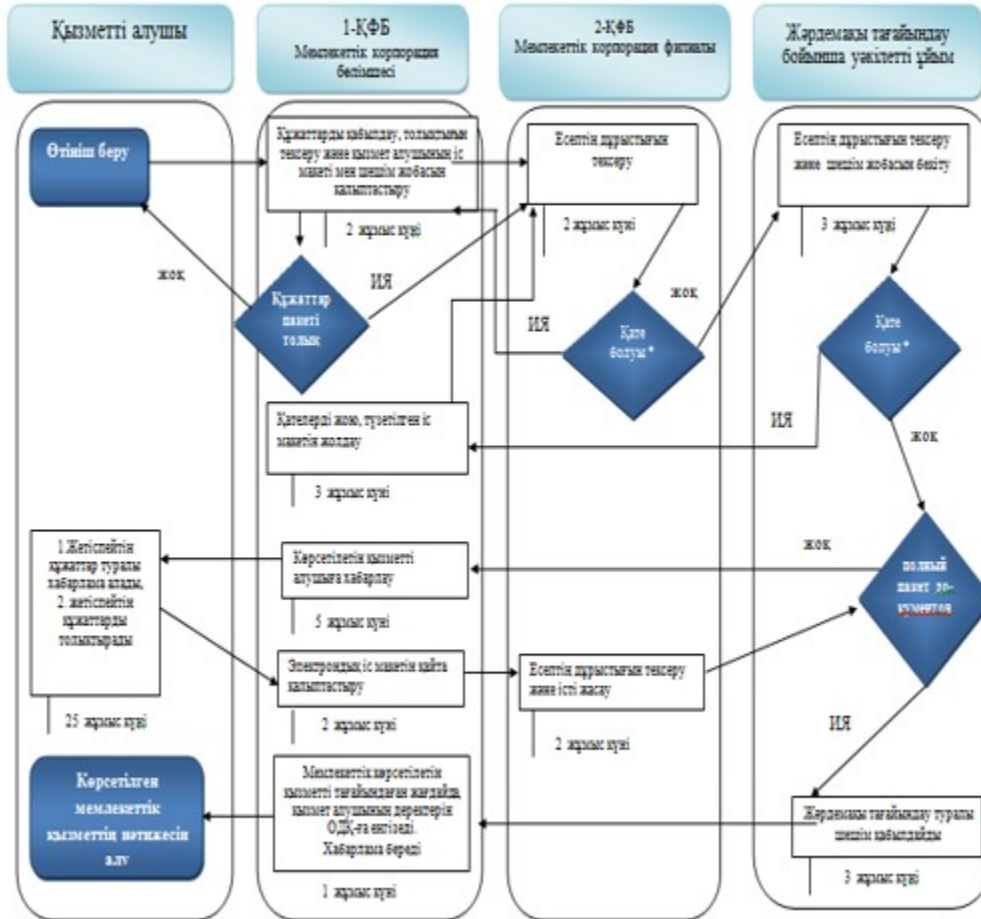 Қызметті алушы
1-ҚФБ
Мемлекеттік корпорация
бөлімшесі
2-ҚФБ
Мемлекеттік корпорация филиалы
Жәрдемақы тағайындау
бойынша уәкілетті ұйым
Өтініш беру
Құжаттарды қабылдау, толықтығын
тексеру және қызмет алушының іс
макеті мен шешім жобасын
қалыптастыру
2 жұмыс күні
Есептің дұрыстығын
тексеру
2 жұмыс күні
Есептің дұрыстығын тексеру
және шешім жобасын бекіту
3 жұмыс күні
жоқ
Құжаттар
пакеті
толық
ИЯ
ИЯ
Қате
болуы *
жоқ
Қате
болуы *
ИЯ
жоқ
Қателерді жою, түзетілген іс
макетін жолдау
3 жұмыс күні
1.Жетіспейтін
құжаттар туралы
хабарлама алады,
2. жетіспейтін
құжаттарды
толықтырады
25 жұмыс күні
Көрсетілетін қызметті
алушыға хабарлау
5 жұмыс күні
жоқ
полный
пакет до-
кументов
Электрондық іс макетін қайта
қалыптастыру
2 жұмыс күні
Есептің дұрыстығын тексеру
және істі жасау
2 жұмыс күні
ИЯ
Көрсетілген
мемлекеттік
қызметтің нәтижесін
алу
Мемлекеттік көрсетілетін
қызметті тағайындаған жағдайда,
қызмет алушының деректерін
ОДҚ-ға енгізеді.
Хабарлама береді
1 жұмыс күні
Жәрдемақы тағайындау туралы
шешім қабылдайды
3 жұмыс күні